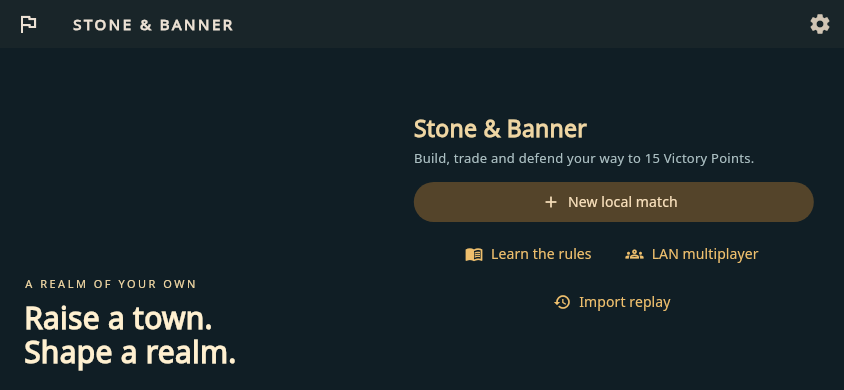 STONE & BANNER
Stone & Banner
Build, trade and defend your way to 15 Victory Points.
New local match
Learn the rules
LAN multiplayer
Import replay
A REALM OF YOUR OWN
Raise a town.
Shape a realm.